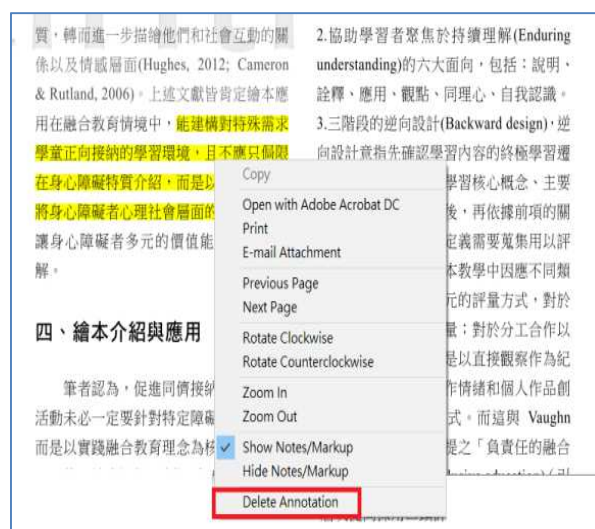 質，轉而進一步描繪他們和社會互動的關
係以及情感層面(Hughes, 2012; Cameron
& Rutland, 2006)。上述文獻皆肯定繪本應
用在融合教育情境中，能建構對特殊需求
學童正向接納的學習環境，且不應只侷限
在身心障礙特質介紹，而是以
將身心障礙者心理社會層面的
讓身心障礙者多元的價值能
解。
四、繪本介紹與應用
筆者認為，促進同儕接納
活動未必一定要針對特定障礙
而是以實踐融合教育理念為核
Copy
Open with Adobe Acrobat DC
Print
E-mail Attachment
Previous Page
Next Page
Rotate Clockwise
Rotate Counterclockwise
Zoom In
Zoom Out
Show Notes/Markup
Hide Notes/Markup
Delete Annotation
2.協助學習者聚焦於持續理解(Enduring
understanding)的六大面向，包括：說明、
詮釋、應用、觀點、同理心、自我認識。
3.三階段的逆向設計(Backward design)，逆
向設計意指先確認學習內容的終極學習遷
學習核心概念、主要
後，再依據前項的關
定義需要蒐集用以評
本教學中因應不同類
元的評量方式，對於
量；對於分工合作以
是以直接觀察作為紀
作情緒和個人作品創
式。而這與 Vaughn
提之「負責任的融合